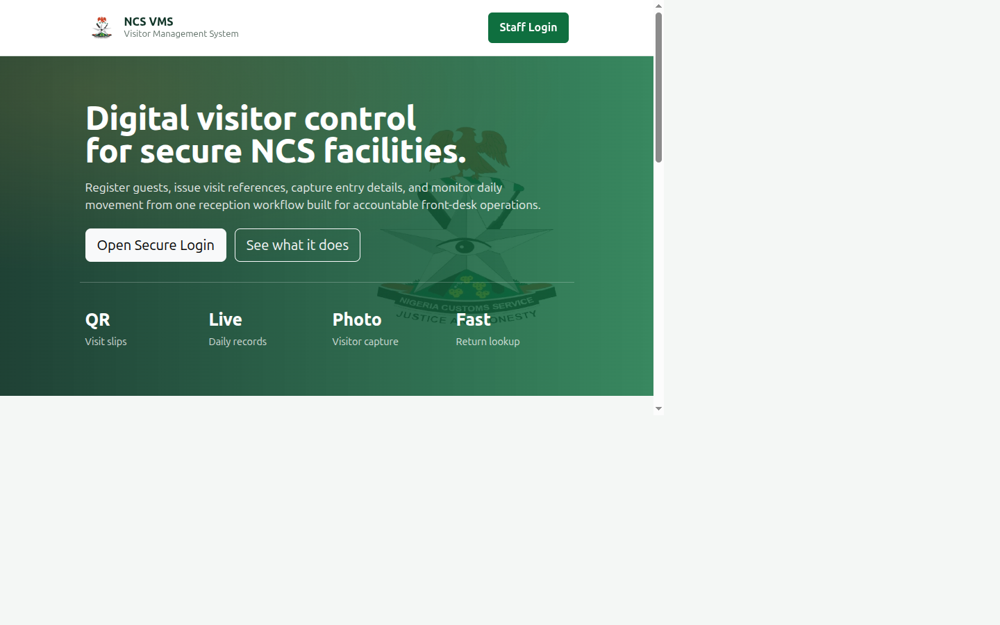 NCS VMS
Visitor Management System
Staff Login
Digital visitor control
for secure NCS facilities.
Register guests, issue visit references, capture entry details, and monitor daily
movement from one reception workflow built for accountable front-desk operations.
Open Secure Login
See what it does
NIGERIA CUSTOMS SERVICE
JUSTICE AND HONESTY
QR
Visit slips
Live
Daily records
Photo
Visitor capture
Fast
Return lookup